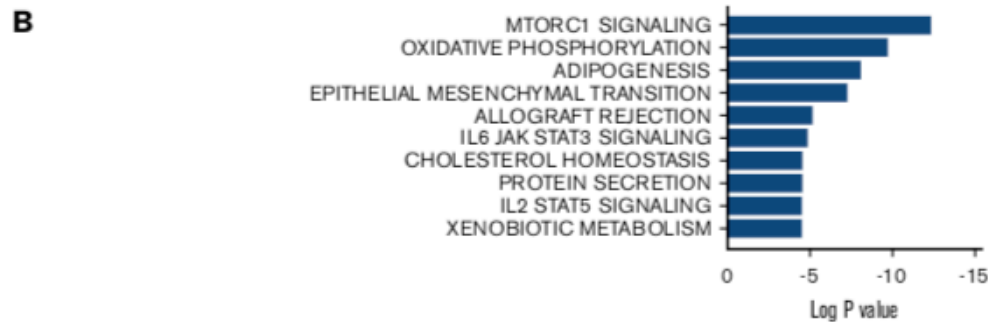 B
MTORC1 SIGNALING
OXIDATIVE PHOSPHORYLATION
ADIPOGENESIS
EPITHELIAL MESENCHYMAL TRANSITION
ALLOGRAFT REJECTION
IL6 JAK STAT3 SIGNALING
CHOLESTEROL HOMEOSTASIS
PROTEIN SECRETION
IL2 STAT5 SIGNALING
XENOBIOTIC METABOLISM
0 -5 -10 -15
Log P value